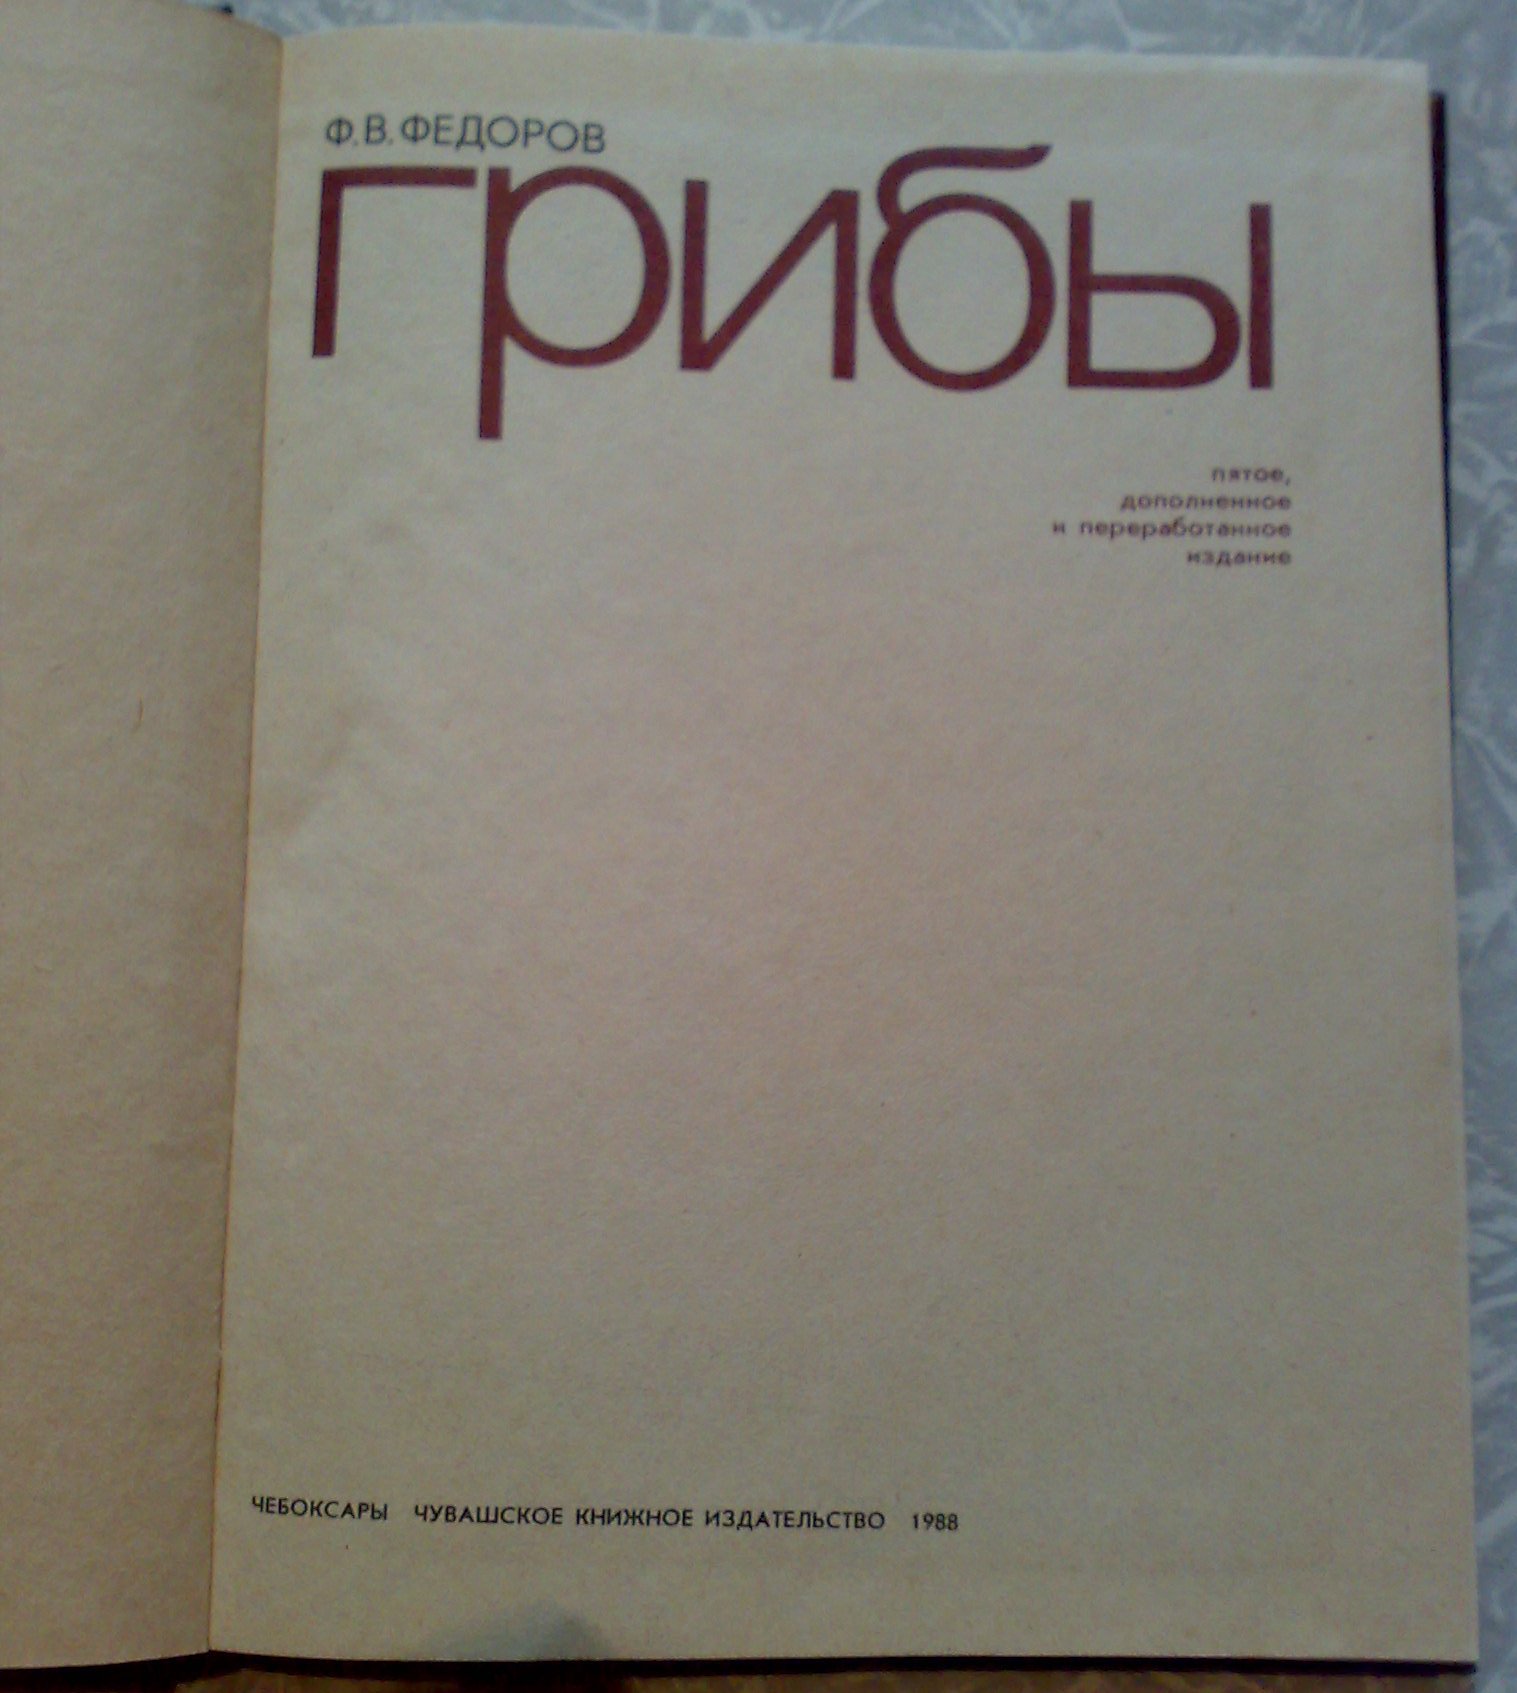 Ф.В.ФЕДОРОВ
грибы
пятое,
дополненное
и переработанное
издание
ЧЕБОКСАРЫ ЧУВАШСКОЕ КНИЖНОЕ ИЗДАТЕЛЬСТВО 1988